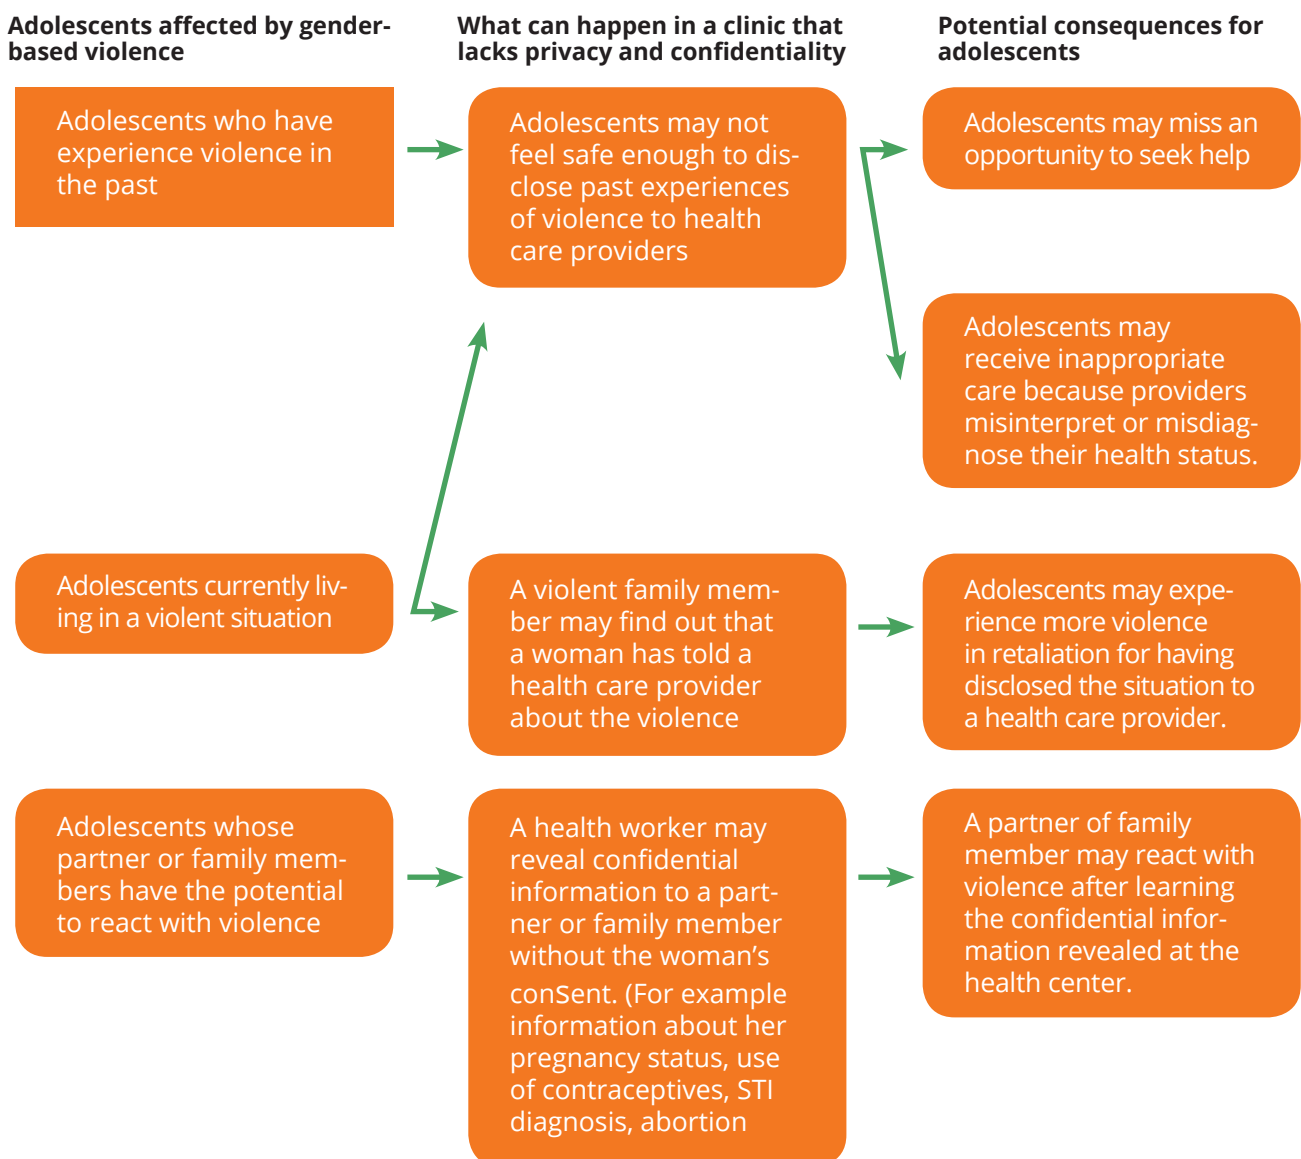 Adolescents affected by gender-
based violence
What can happen in a clinic that
lacks privacy and confidentiality
Potential consequences for
adolescents
Adolescents who have
experience violence in
the past
Adolescents may not
feel safe enough to dis-
close past experiences
of violence to health
care providers
Adolescents may miss an
opportunity to seek help
Adolescents may
receive inappropriate
care because providers
misinterpret or misdiag-
nose their health status.
Adolescents currently liv-
ing in a violent situation
A violent family mem-
ber may find out that
a woman has told a
health care provider
about the violence
Adolescents may expe-
rience more violence
in retaliation for having
disclosed the situation to
a health care provider.
Adolescents whose
partner or family mem-
bers have the potential
to react with violence
A health worker may
reveal confidential
information to a part-
ner or family member
without the woman’s
consent. (For example
information about her
pregnancy status, use
of contraceptives, STI
diagnosis, abortion
A partner of family
member may react with
violence after learning
the confidential infor-
mation revealed at the
health center.